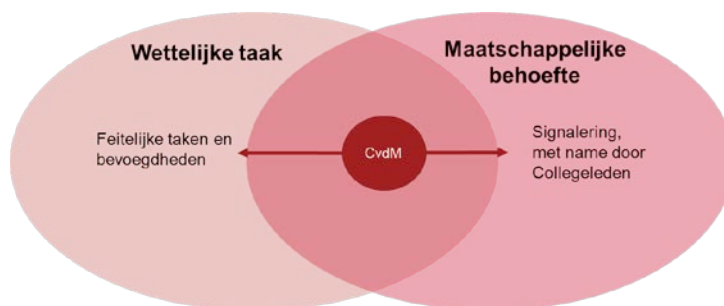 Wettelijke taak
Feitelijke taken en
bevoegdheden
CvdM
Maatschappelijke
behoefte
Signalering,
met name door
Collegeleden